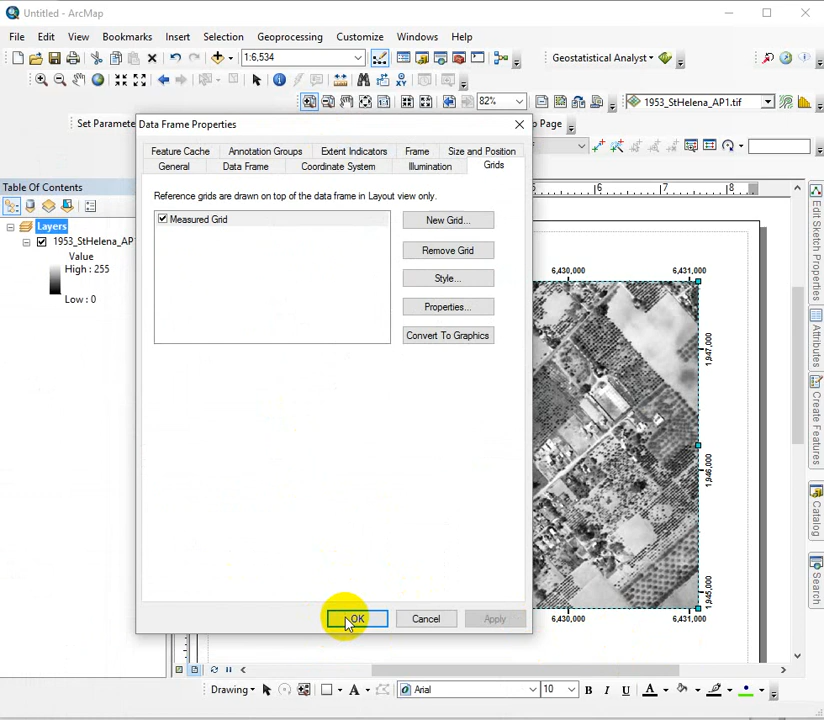 Untitled - ArcMap
File Edit View Bookmarks Insert Selection Geoprocessing Customize Windows Help
1:6,534
Geostatistical Analyst
82%
1953_StHelena_AP1.tif
Set Paramete
o Page
Data Frame Properties
Feature Cache Annotation Groups Extent Indicators Frame Size and Position
General Data Frame Coordinate System Illumination Grids
Table Of Contents
Reference grids are drawn on top of the data frame in Layout view only.
Measured Grid
New Grid...
Remove Grid
Style...
Properties...
Convert To Graphics
Layers
1953_StHelena_AP
Value
High : 255
Low : 0
6 7 8
6,430,000 6,431,000
1,947,000
1,946,000
1,945,000
6,430,000 6,431,000
OK Cancel Apply
Edit Sketch Properties
Attributes
Create Features
Catalog
Search
Drawing
A
Arial
10
B I U A